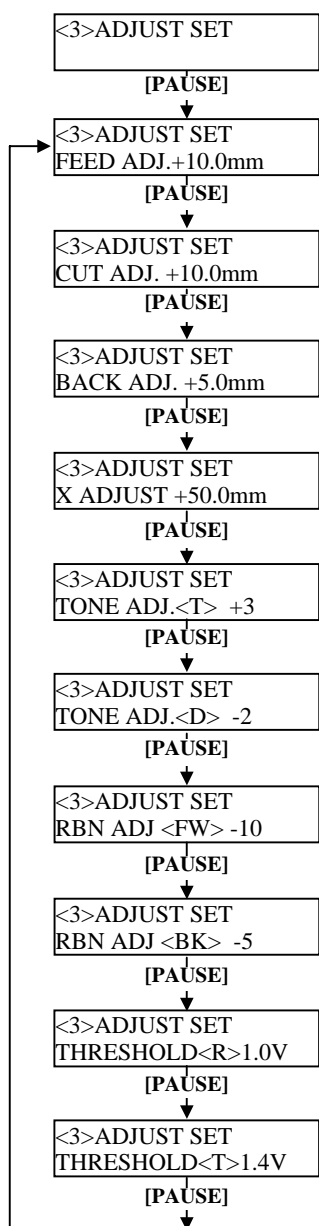 <3>ADJUST SET
[PAUSE]
<3>ADJUST SET
FEED ADJ.+10.0mm
[PAUSE]
<3>ADJUST SET
CUT ADJ. +10.0mm
[PAUSE]
<3>ADJUST SET
BACK ADJ. +5.0mm
[PAUSE]
<3>ADJUST SET
X ADJUST +50.0mm
[PAUSE]
<3>ADJUST SET
TONE ADJ.<T> +3
[PAUSE]
<3>ADJUST SET
TONE ADJ.<D> -2
[PAUSE]
<3>ADJUST SET
RBN ADJ <FW> -10
[PAUSE]
<3>ADJUST SET
RBN ADJ <BK> -5
[PAUSE]
<3>ADJUST SET
THRESHOLD<R>1.0V
[PAUSE]
<3>ADJUST SET
THRESHOLD<T>1.4V
[PAUSE]